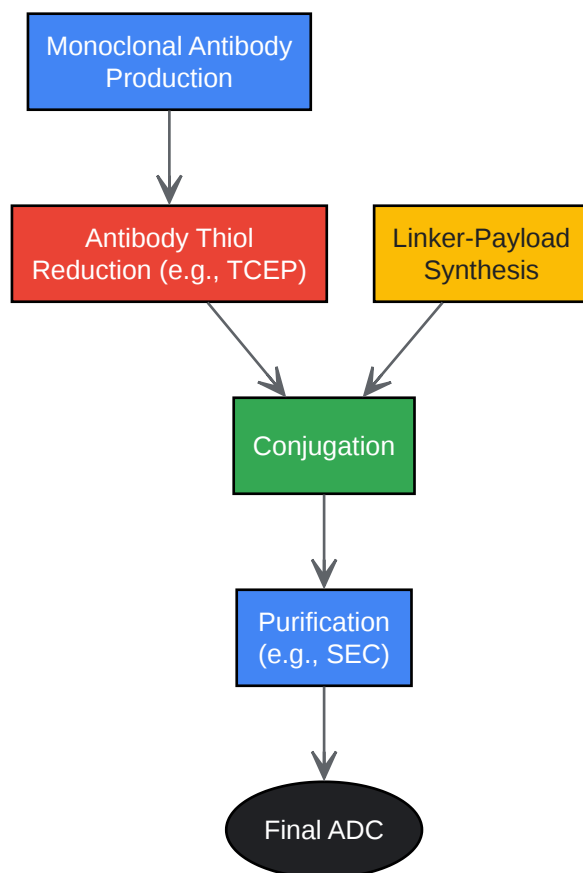 Monoclonal Antibody
Production
Antibody Thiol
Reduction (e.g., TCEP)
Linker-Payload
Synthesis
Conjugation
Purification
(e.g., SEC)
Final ADC